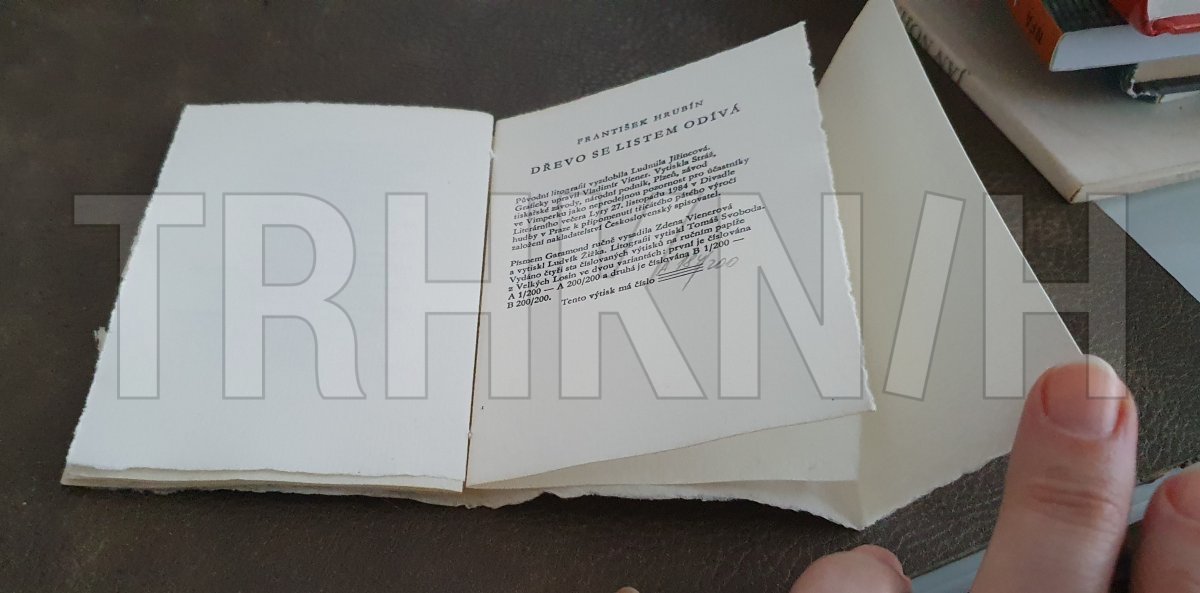 FRANTIŠEK HRUBÍN
DŘEVO SE LISTEM ODÍVÁ
Původní litografií vyzdobila Ludmila Jiřincová.
Graficky upravil Vladimír Viener. Vytiskla Stráž,
tiskařské závody, národní podnik, Plzeň, závod
ve Vimperku jako neprodejnou pozornost pro účastníky
Literárního večera Lyry 27. listopadu 1984 v Divadle
hudby v Praze k připomenutí třicátého pátého výročí
založení nakladatelství Československý spisovatel.
Písmem Garamond ručně vysadila Zdena Vienerová
a vytiskl Ludvík Žiška. Litografii vytiskl Tomáš Svoboda.
Vydáno čtyři sta číslovaných výtisků na ručním papíře
z Velkých Losin ve dvou variantách: první je číslována
A 1/200 — A 200/200 a druhá je číslována B 1/200 —
B 200/200. Tento výtisk má číslo /200
TRHKN/H